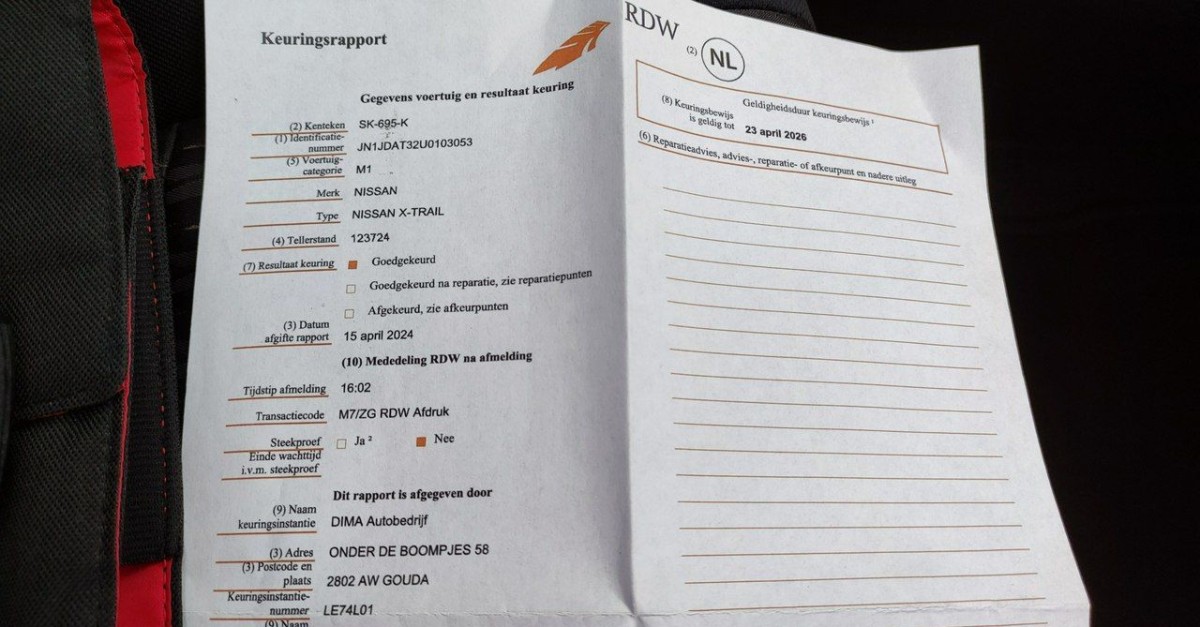 Keuringsrapport
Gegevens voertuig en resultaat keuring
(2) Kenteken SK-695-K
(1) Identificatie-
nummer JN1JDAT32U0103053
(5) Voertuig-
categorie M1
Merk NISSAN
Type NISSAN X-TRAIL
(4) Tellerstand 123724
(7) Resultaat keuring Goedgekeurd
Goedgekeurd na reparatie, zie reparatiepunten
Afgekeurd, zie afkeurpunten
(3) Datum
afgifte rapport 15 april 2024
(10) Mededeling RDW na afmelding
Tijdstip afmelding 16:02
Transactiecode M7/ZG RDW Afdruk
Steekproef Ja ² Nee
Einde wachttijd
i.v.m. steekproef
Dit rapport is afgegeven door
(9) Naam
keuringsinstantie DIMA Autobedrijf
(3) Adres ONDER DE BOOMPJES 58
(3) Postcode en
plaats 2802 AW GOUDA
Keuringsinstantie-
nummer LE74L01
(9) Naam
RDW
(2) NL
Geldigheidsduur keuringsbewijs ¹
(8) Keuringsbewijs
is geldig tot 23 april 2026
(6) Reparatieadvies, advies-, reparatie- of afkeurpunt en nadere uitleg